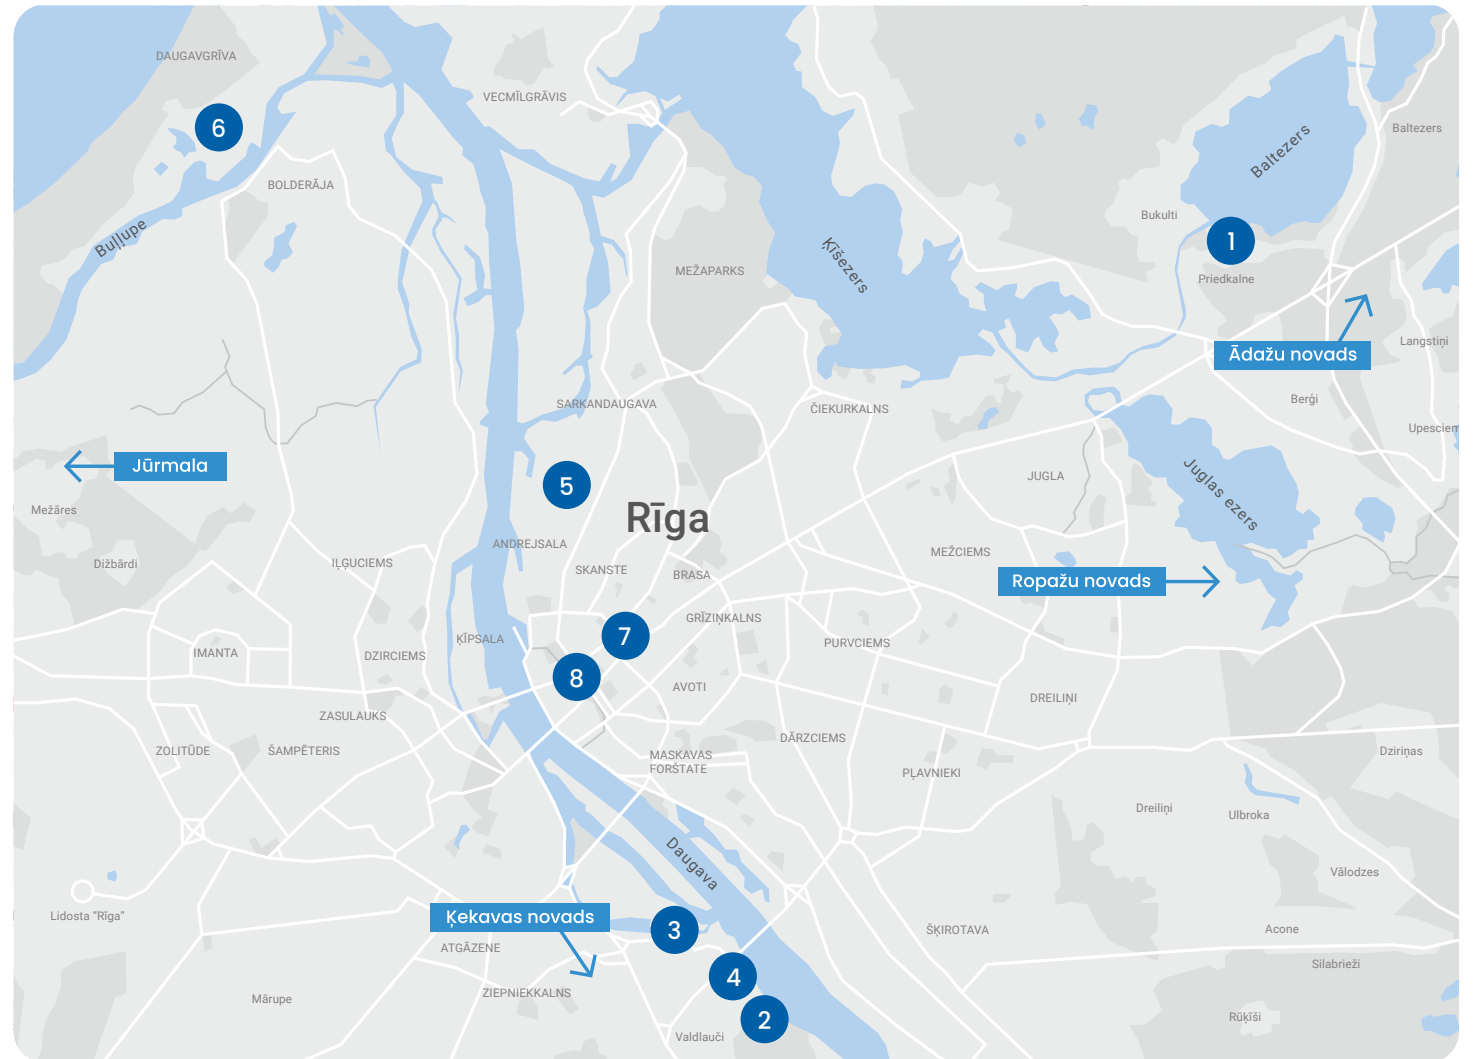 DAUGAVGRĪVA
VECMĪLGRĀVIS
6
BOLDERĀJA
Buļļupe
Baltezers
Baltezers
Bukulti
1
Priedkalne
MEŽAPARKS
Ķīšezers
Ādažu novads
Langstiņi
Berģi
SARKANDAUGAVA
ČIEKURKALNS
Jūrmala
5
Rīga
JUGLA
Juglas ezers
Mežāres
Dižbārdi
IĻĢUCIEMS
ANDREJSALA
SKANSTE
BRASA
MEŽCIEMS
Ropažu novads
GRĪZIŅKALNS
7
ĶĪPSALA
PURVCIEMS
IMANTA
DZIRCIEMS
8
AVOTI
DREILIŅI
ZASULAUKS
ZOLITŪDE
ŠAMPĒTERIS
MASKAVAS
FORŠTATE
DĀRZCIEMS
PĻAVNIEKI
Dziriņas
Dreiliņi
Ulbroka
Daugava
Vālodzes
Lidosta "Rīga"
Ķekavas novads
3
ŠĶIROTAVA
Acone
ATGĀZENE
Silabrieži
4
ZIEPNIEKKALNS
Mārupe
2
Rūķīši
Valdlauči